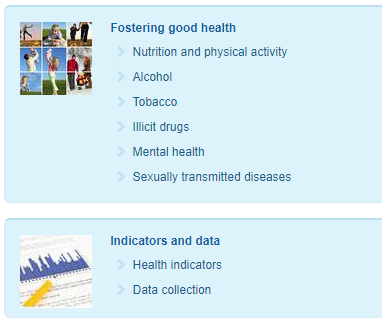 Fostering good health
Nutrition and physical activity
Alcohol
Tobacco
Illicit drugs
Mental health
Sexually transmitted diseases
Indicators and data
Health indicators
Data collection